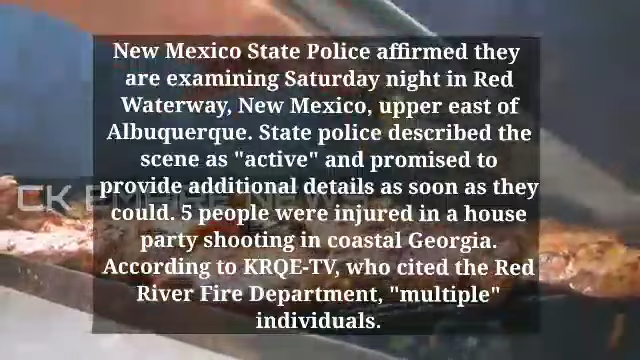 New Mexico State Police affirmed they
are examining Saturday night in Red
Waterway, New Mexico, upper east of
Albuquerque. State police described the
scene as "active" and promised to
provide additional details as soon as they
could. 5 people were injured in a house
party shooting in coastal Georgia.
According to KRQE-TV, who cited the Red
River Fire Department, "multiple"
individuals.
CK EMPIRE NEWS